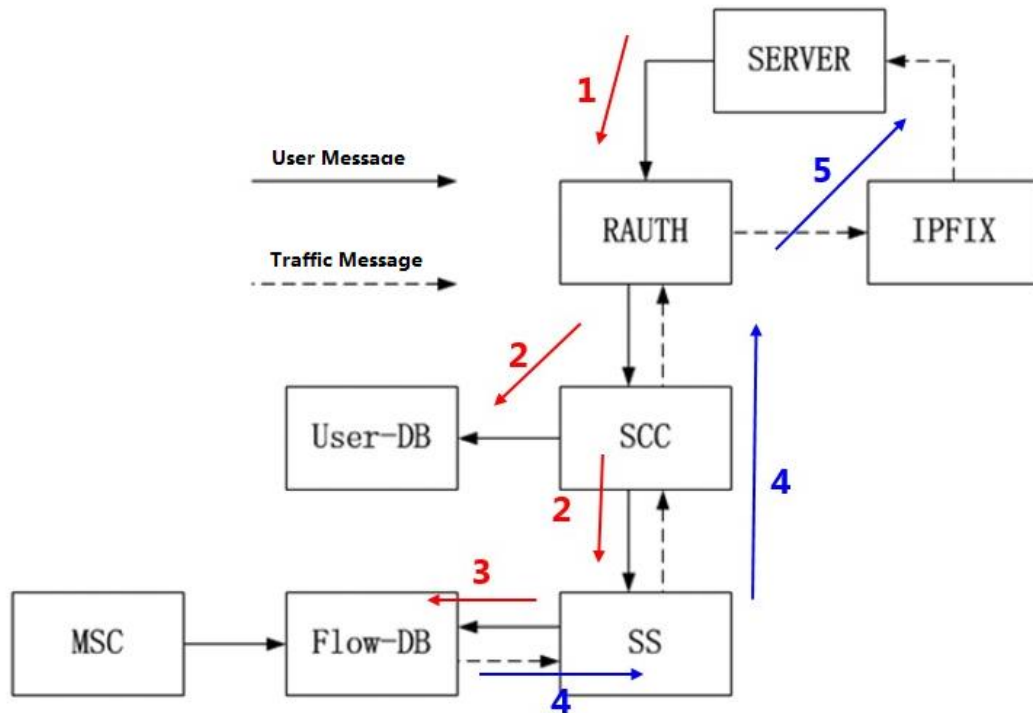 SERVER
1
User Message
5
RAUTH
IPFIX
Traffic Message
2
User-DB
SCC
4
2
3
MSC
Flow-DB
SS
4